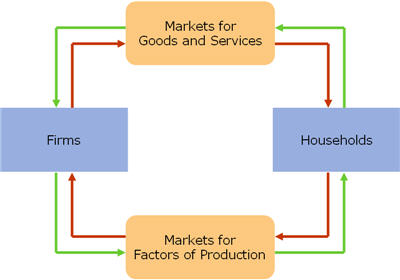 Markets for
Goods and Services
Firms
Households
Markets for
Factors of Production